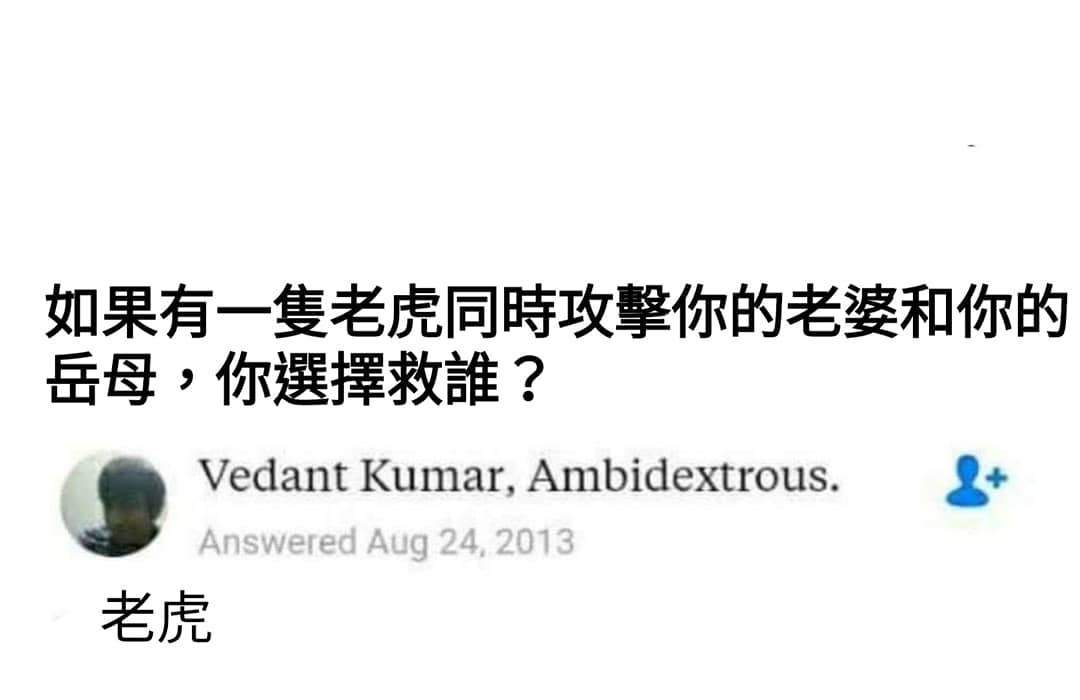 如果有一隻老虎同時攻擊你的老婆和你的
岳母，你選擇救誰？
Vedant Kumar, Ambidextrous.
Answered Aug 24, 2013
老虎